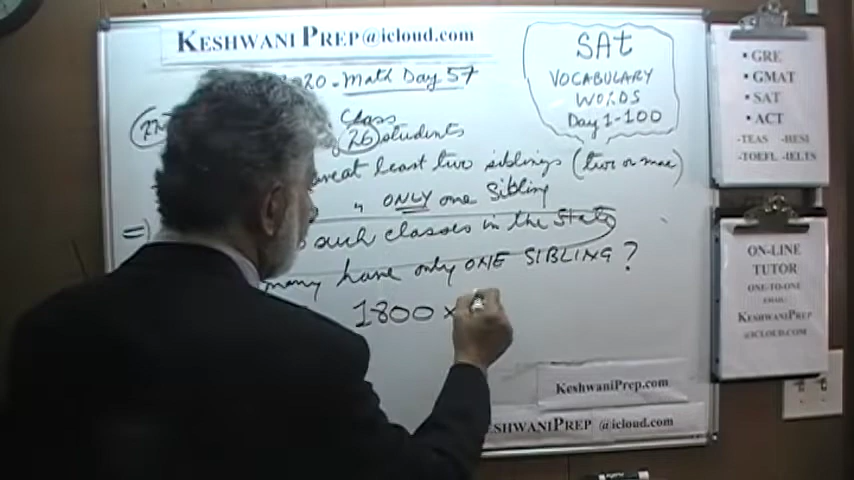 KESHWANI PREP@icloud.com
2020 - Math Day 57
Class
26 students
at least two siblings (two or more)
" ONLY one Sibling
such classes in the State
many have only ONE SIBLING?
1800 ×
SAT
VOCABULARY
WORDS
Day 1-100
• GRE
• GMAT
• SAT
• ACT
-TEAS -HESI
-TOEFL -IELTS
ON-LINE
TUTOR
ONE-TO-ONE
EMAIL
KESHWANIPREP
@ICLOUD.COM
KESHWANIPREP.COM
ESHWANIPREP @icloud.com